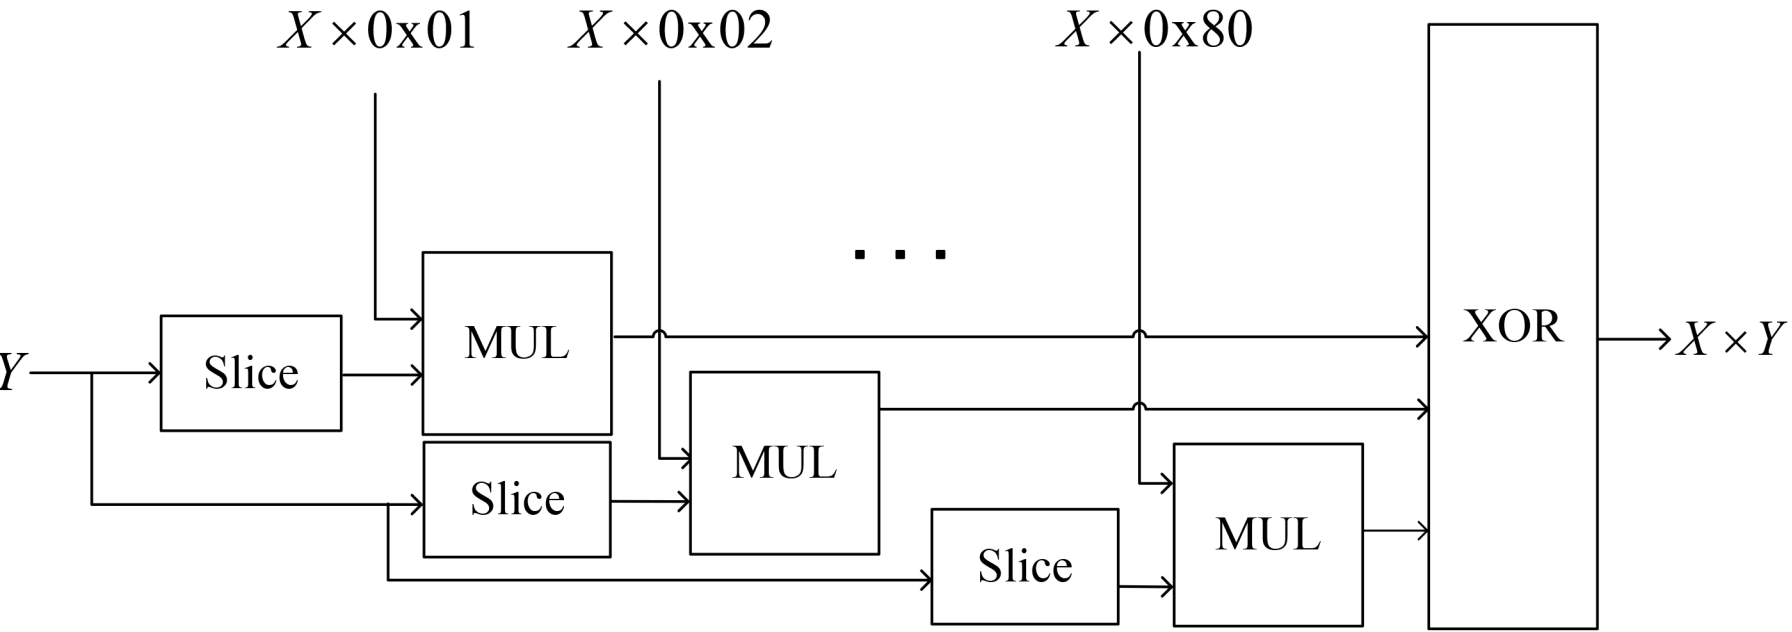 X × 0x01
X × 0x02
X × 0x80
...
MUL
XOR
X × Y
Y
Slice
MUL
Slice
MUL
Slice